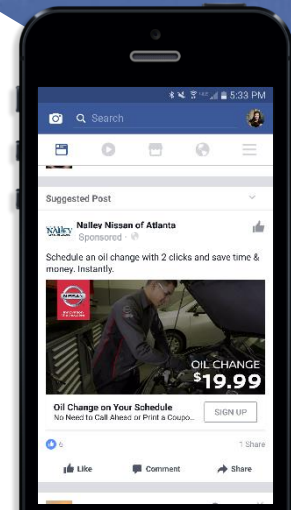 5:33 PM
Search
Suggested Post
Nalley Nissan of Atlanta
Sponsored
Schedule an oil change with 2 clicks and save time &
money. Instantly.
NISSAN
OIL CHANGE
$19.99
Oil Change on Your Schedule
No Need to Call Ahead or Print a Coupo...
SIGN UP
6
1 Share
Like
Comment
Share